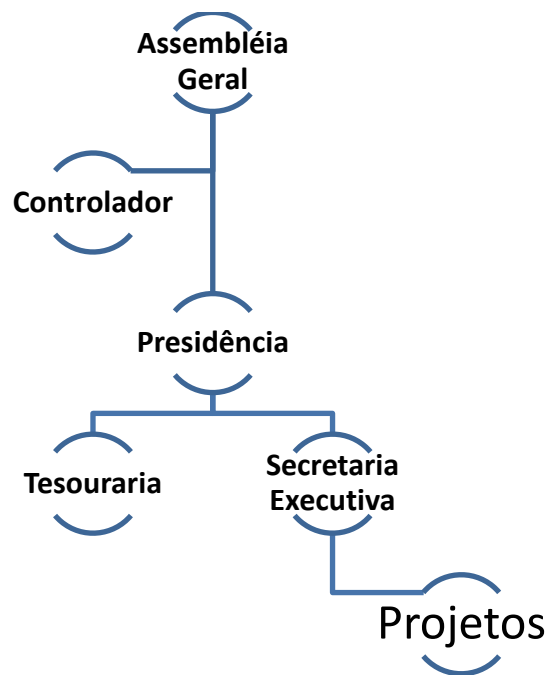 Assembléia
Geral
Controlador
Presidência
Tesouraria
Secretaria
Executiva
Projetos